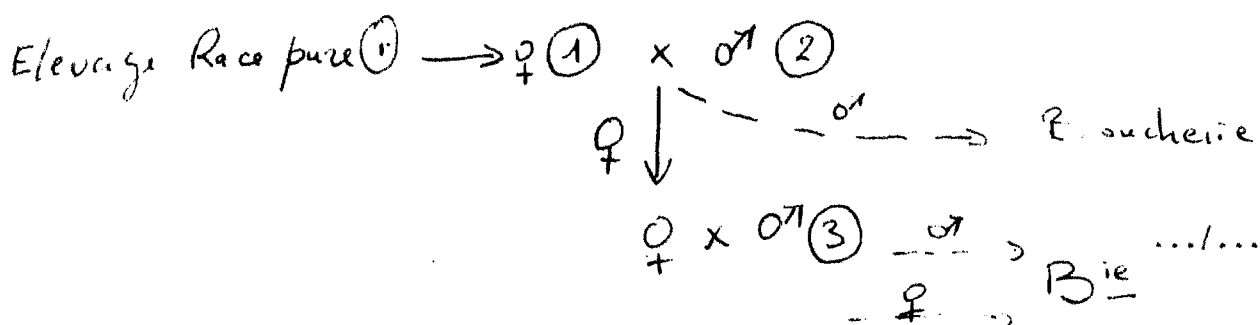 Elevage Race pure ① → ♀ ① x ♂ ②
♀ ♂ Boucherie
♀ x ♂ ③ ♂ .../...
♀ Bie